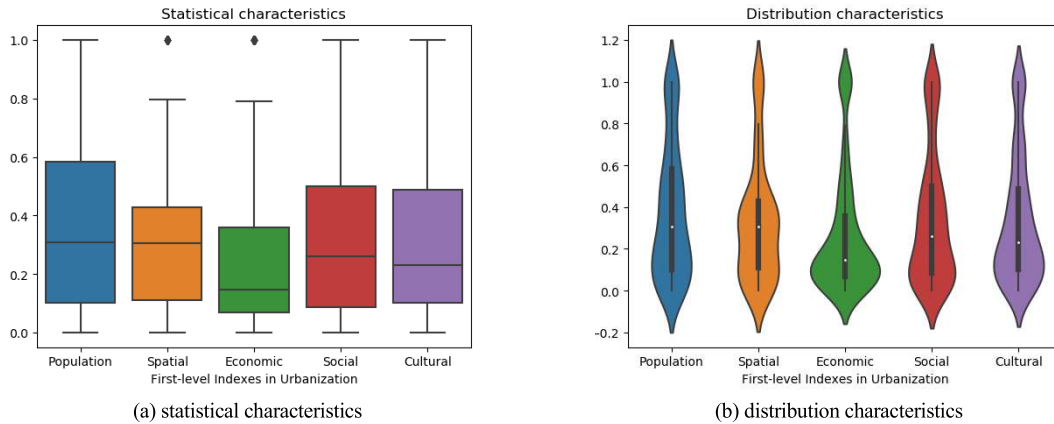 Statistical characteristics
1.0
0.8
0.6
0.4
0.2
0.0
Population Spatial Economic Social Cultural
First-level Indexes in Urbanization
(a) statistical characteristics
Distribution characteristics
1.2
1.0
0.8
0.6
0.4
0.2
0.0
-0.2
Population Spatial Economic Social Cultural
First-level Indexes in Urbanization
(b) distribution characteristics